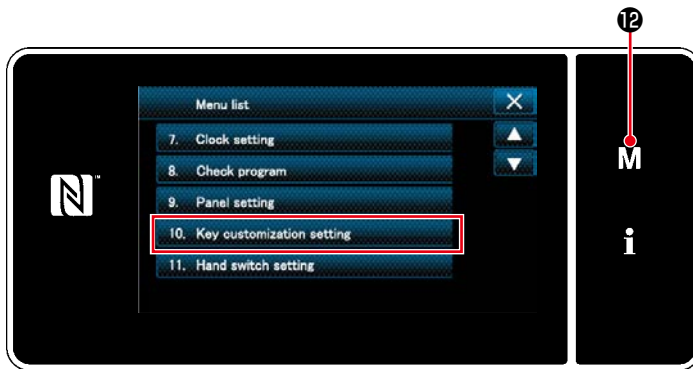 ⓬
Menu list
7. Clock setting
8. Check program
9. Panel setting
10. Key customization setting
11. Hand switch setting
M
i
N™